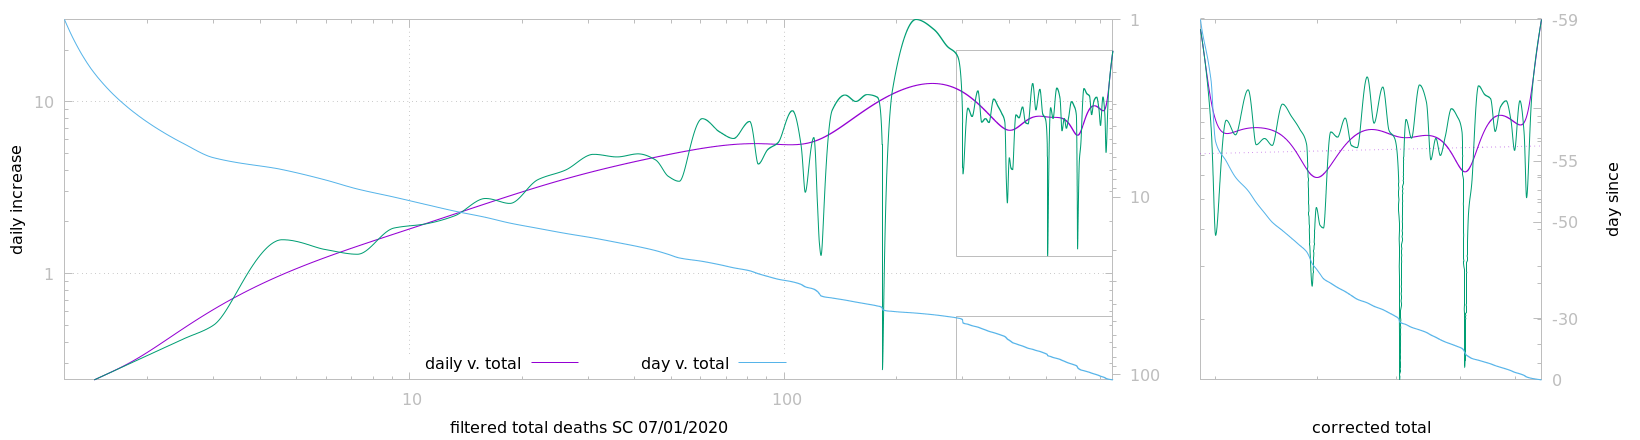 1
-59
10
daily increase
-55
day since
10
-50
1
-30
daily v. total
day v. total
100
0
10
100
filtered total deaths SC 07/01/2020
corrected total